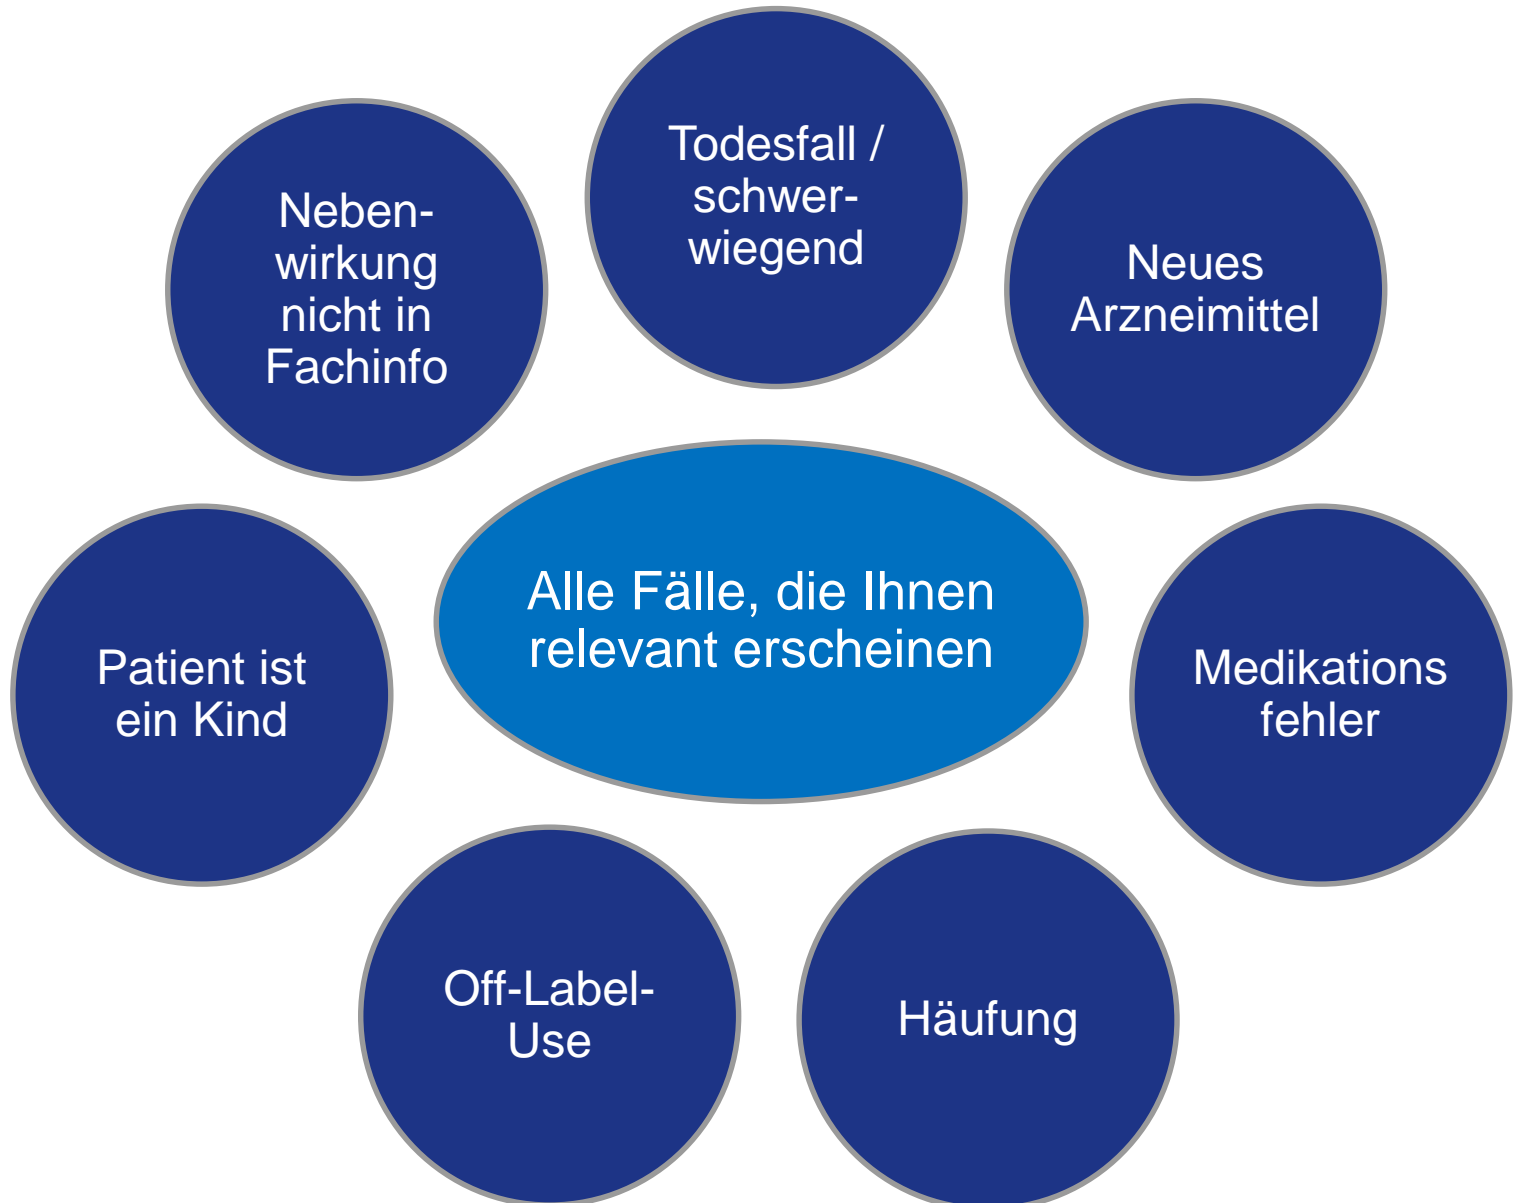 Todesfall /
schwer-
wiegend
Neben-
wirkung
nicht in
Fachinfo
Neues
Arzneimittel
Alle Fälle, die Ihnen
relevant erscheinen
Patient ist
ein Kind
Medikations
fehler
Off-Label-
Use
Häufung